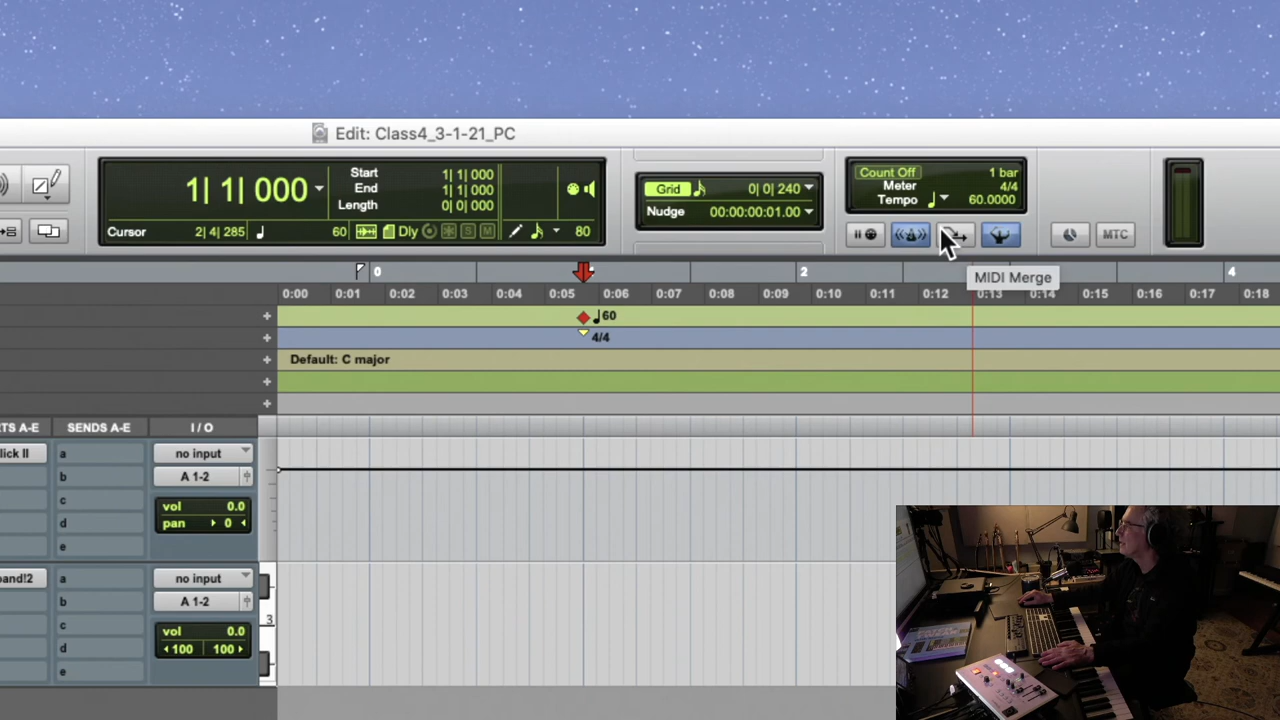 Edit: Class4_3-1-21_PC
1| 1| 000
Start 1| 1| 000
End 1| 1| 000
Length 0| 0| 000
Cursor 2| 4| 285 60 Dly S M 80
Grid 0| 0| 240
Nudge 00:00:00:01.00
Count Off 1 bar
Meter 4/4
Tempo 60.0000
MTC
MIDI Merge
0 2 4
0:00 0:01 0:02 0:03 0:04 0:05 0:06 0:07 0:08 0:09 0:10 0:11 0:12 0:13 0:14 0:15 0:16 0:17 0:18
60
4/4
Default: C major
TS A-E SENDS A-E I / O
lick II a no input
b A 1-2
c
vol 0.0
d pan 0
e
and!2 a no input
b A 1-2
c vol 0.0
d 100 100
e
3